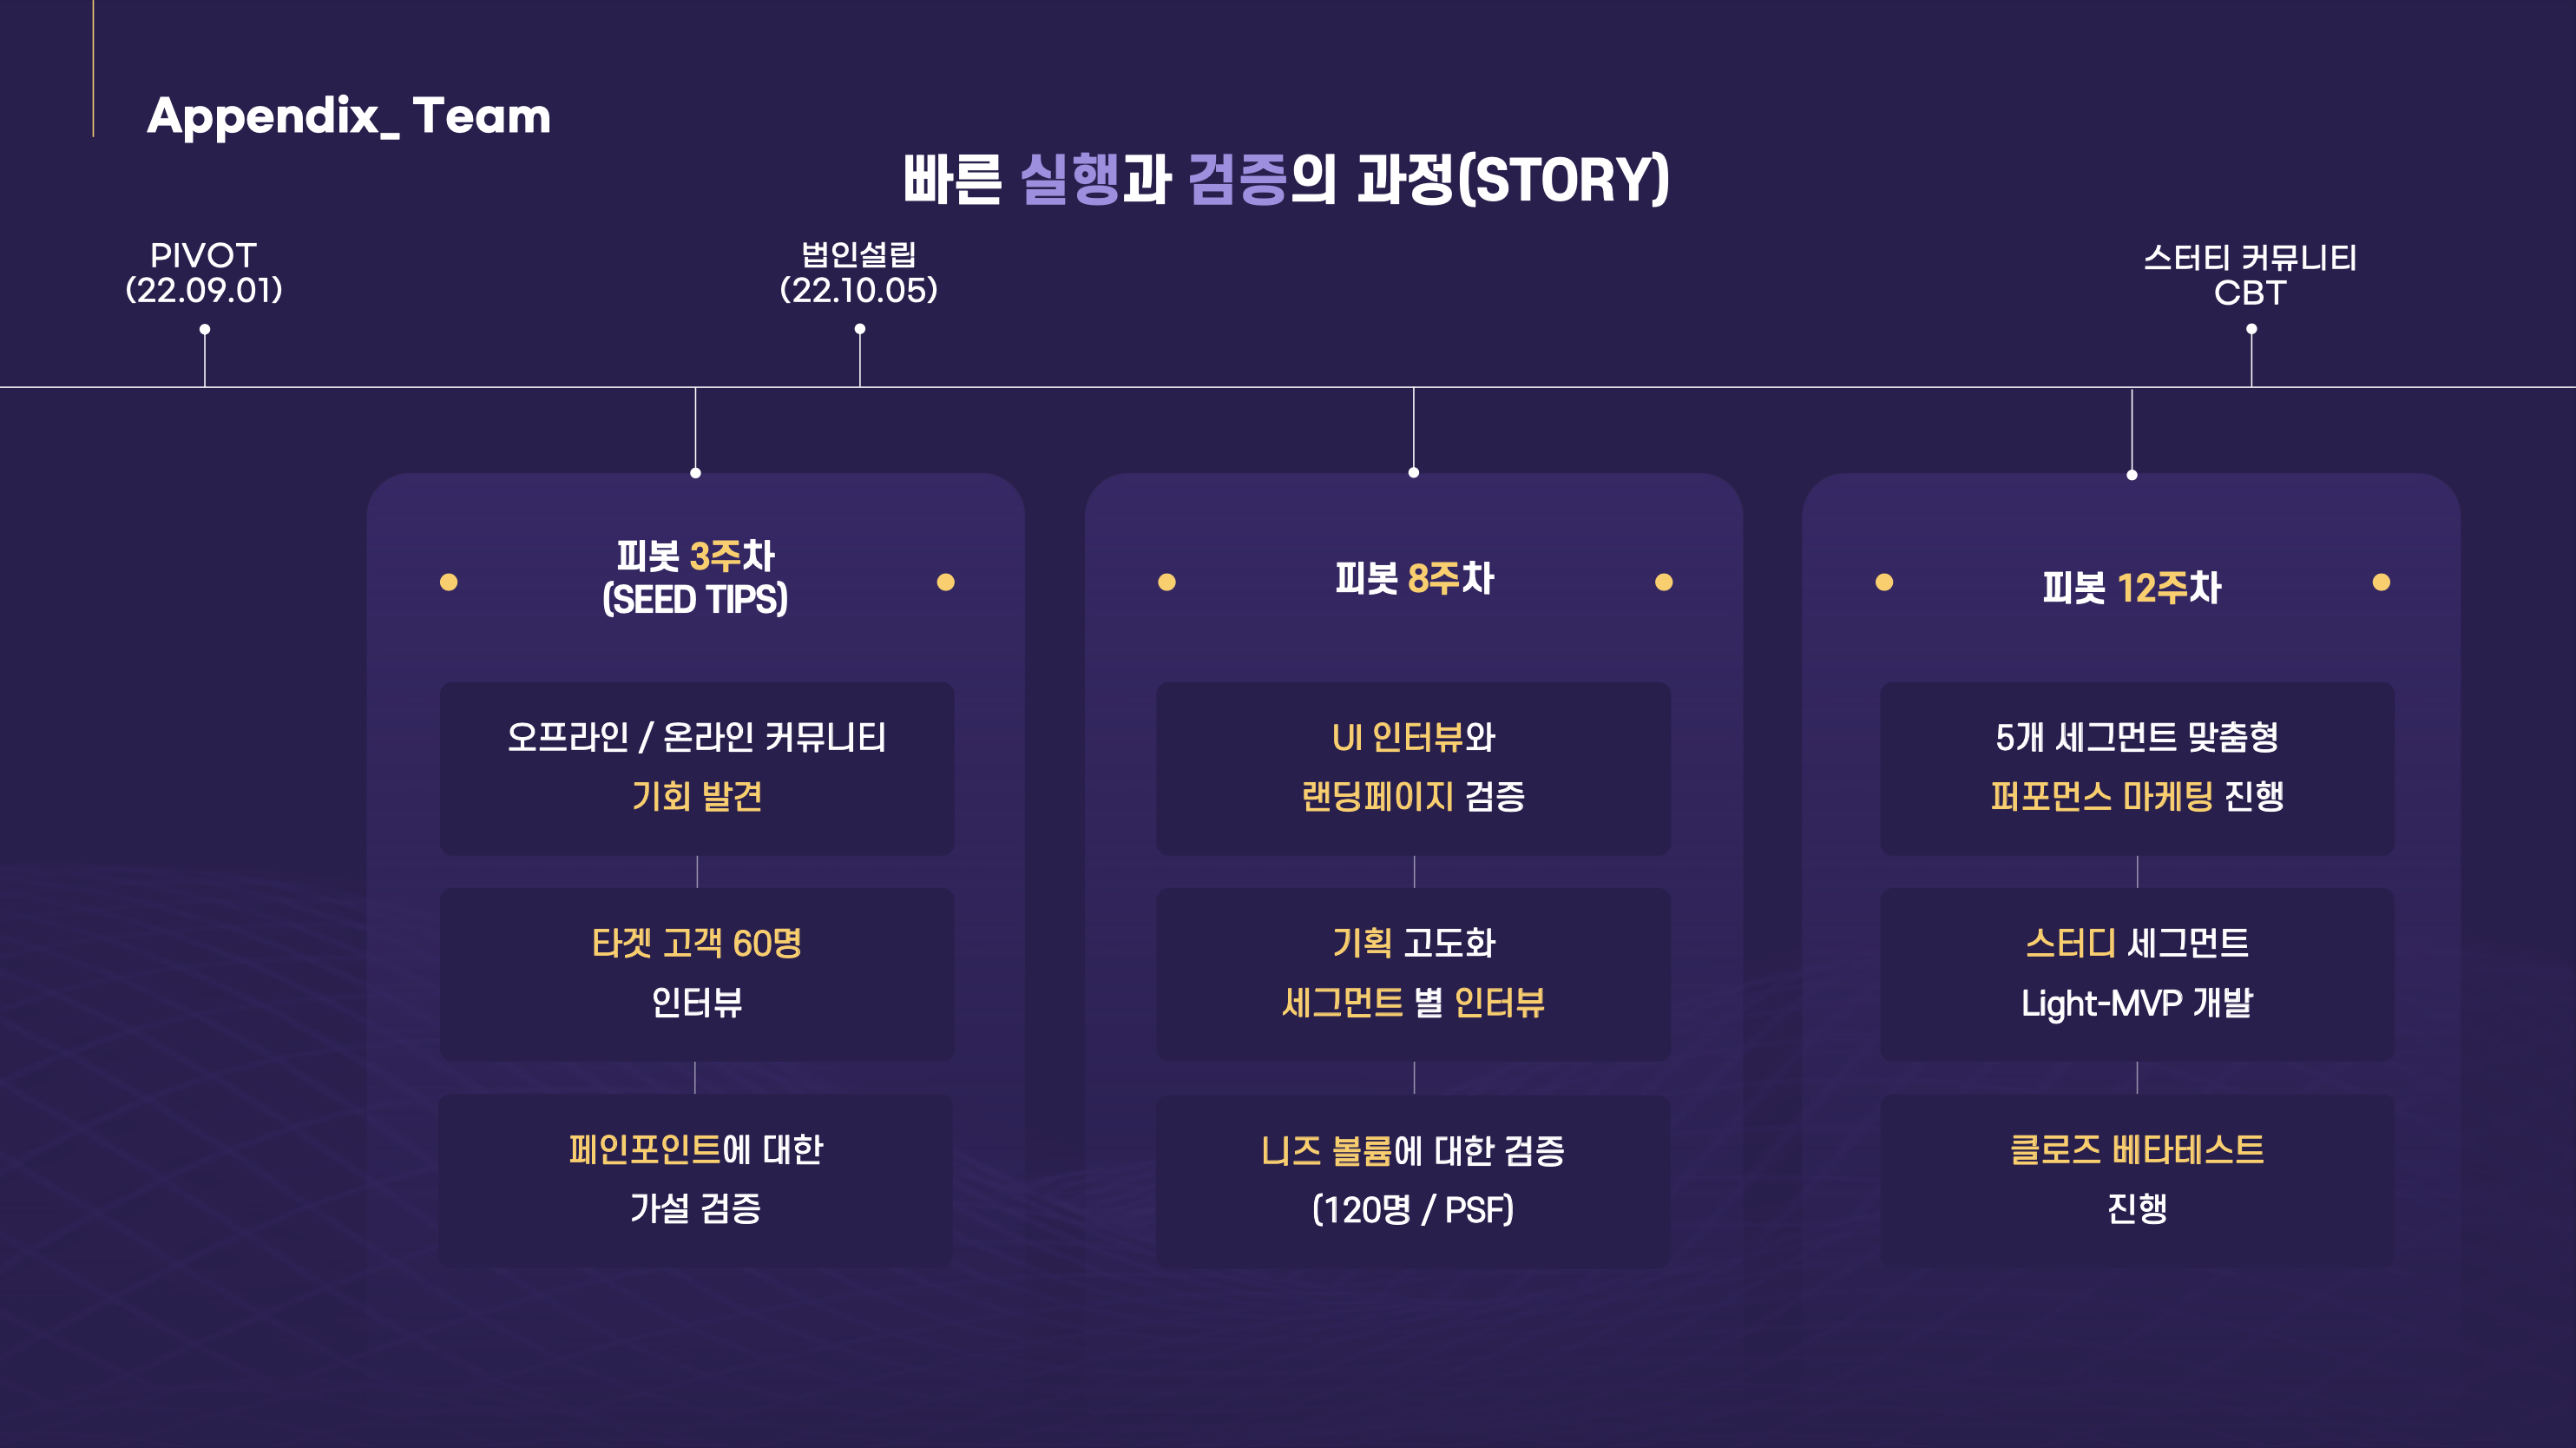 Appendix_ Team
빠른 실행과 검증의 과정(STORY)
PIVOT
(22.09.01)
법인설립
(22.10.05)
스터티 커뮤니티
CBT
피봇 3주차
(SEED TIPS)
오프라인 / 온라인 커뮤니티
기회 발견
타겟 고객 60명
인터뷰
페인포인트에 대한
가설 검증
피봇 8주차
UI 인터뷰와
랜딩페이지 검증
기획 고도화
세그먼트 별 인터뷰
니즈 볼륨에 대한 검증
(120명 / PSF)
피봇 12주차
5개 세그먼트 맞춤형
퍼포먼스 마케팅 진행
스터디 세그먼트
Light-MVP 개발
클로즈 베타테스트
진행